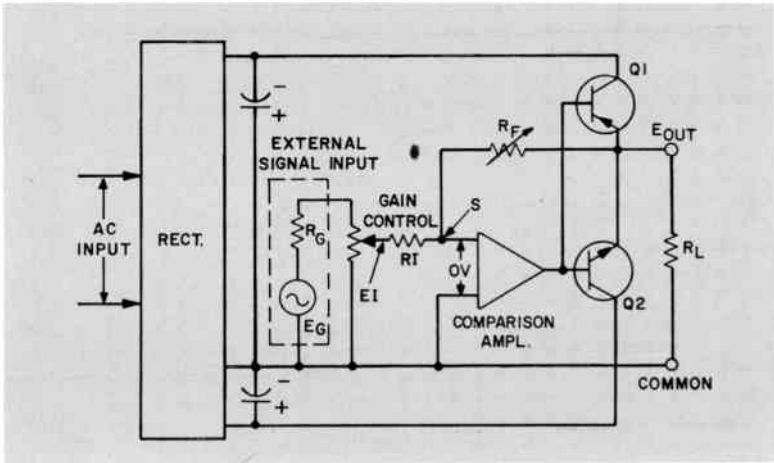 Q1
−
+
RF
EOUT
EXTERNAL
SIGNAL INPUT
GAIN
CONTROL
S
AC
INPUT
RECT.
RG
RI
OV
RL
EI
EG
COMPARISON
AMPL.
Q2
COMMON
−
+